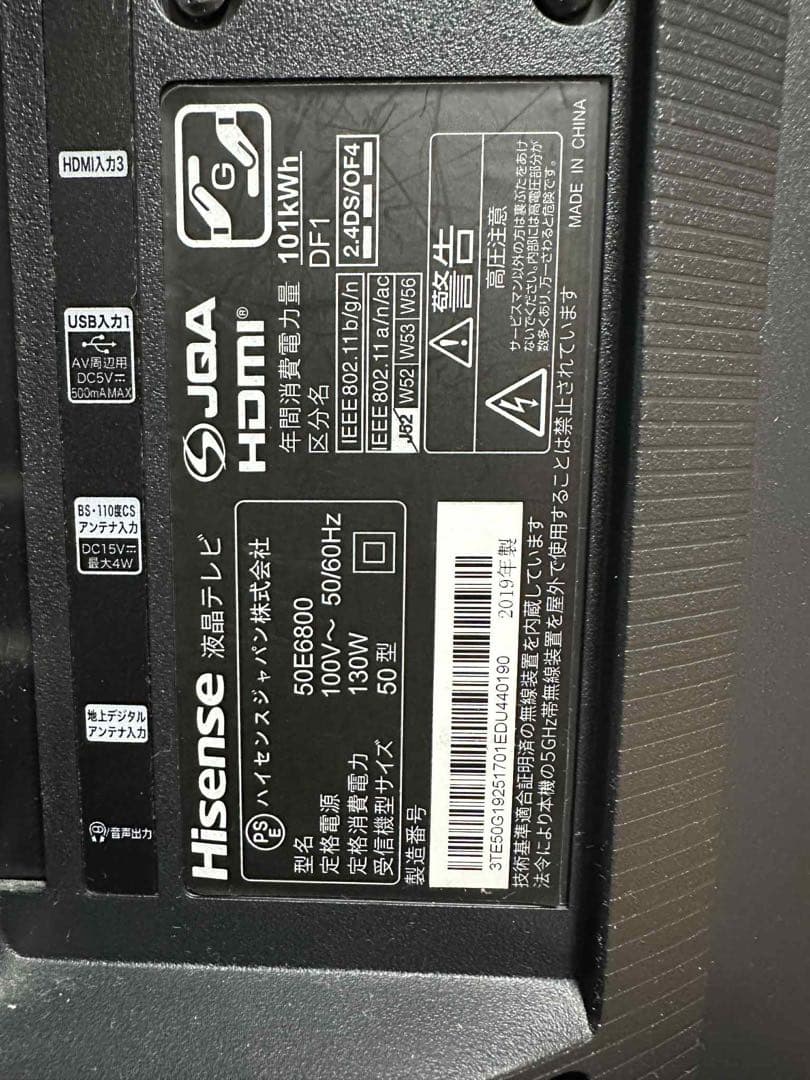 HDMI入力3
USB入力1
AV周辺用
DC5V⎓
500mA MAX
BS・110度CS
アンテナ入力
DC15V⎓
最大4W
地上デジタル
アンテナ入力
/音声出力
Hisense 液晶テレビ
PSE ハイセンスジャパン株式会社
型名 50E6800
定格電源 100V～ 50/60Hz
定格消費電力 130W
受信機型サイズ 50型
製造番号
3TE50G19251701EDU440190 2019年製
JQA
G
HDMI®
年間消費電力量 101kWh
区分名 DF1
IEEE802.11b/g/n
2.4DS/OF4
IEEE802.11 a/n/ac
J52 W52 W53 W56
警告
高圧注意
サービスマン以外の方は裏ぶたをあけ
ないでください。内部には高電圧部分が
数多くあり、万一さわると危険です。
技術基準適合証明済の無線装置を内蔵しています
法令により本機の5GHz帯無線装置を屋外で使用することは禁止されています
MADE IN CHINA